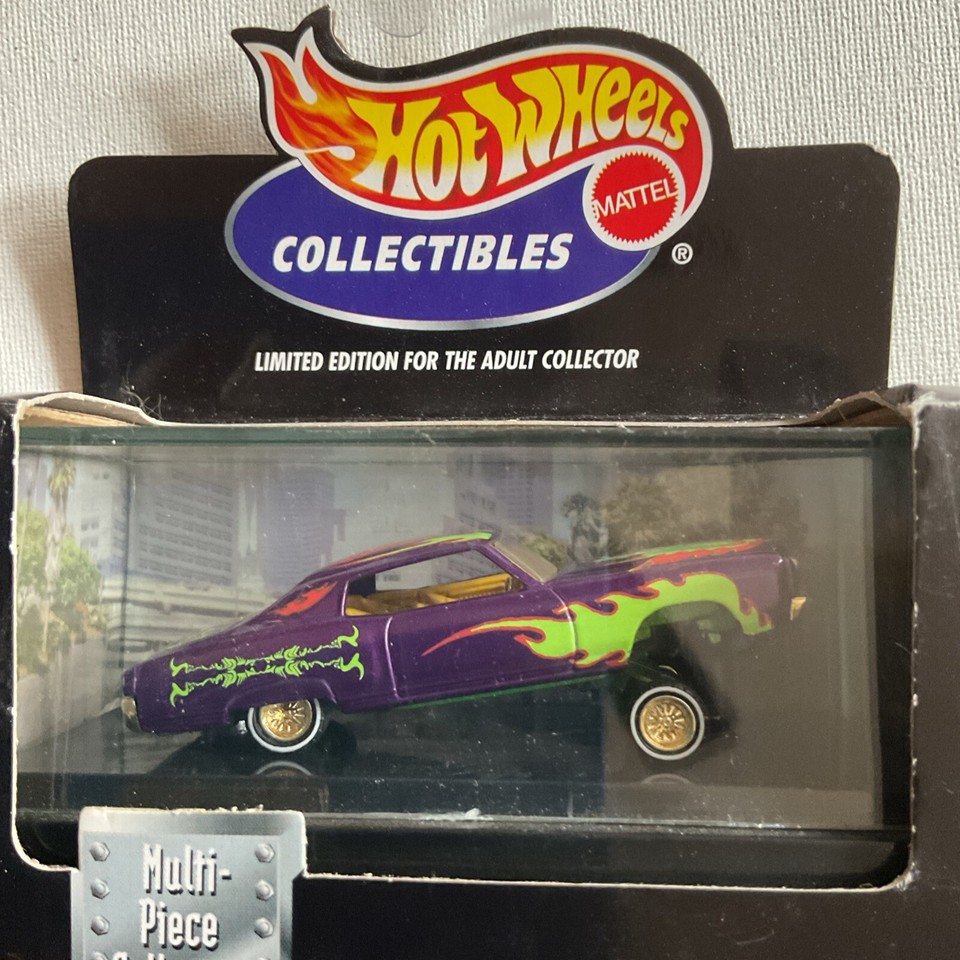 HOT WHEELS
MATTEL
COLLECTIBLES
®
LIMITED EDITION FOR THE ADULT COLLECTOR
Multi-
Piece